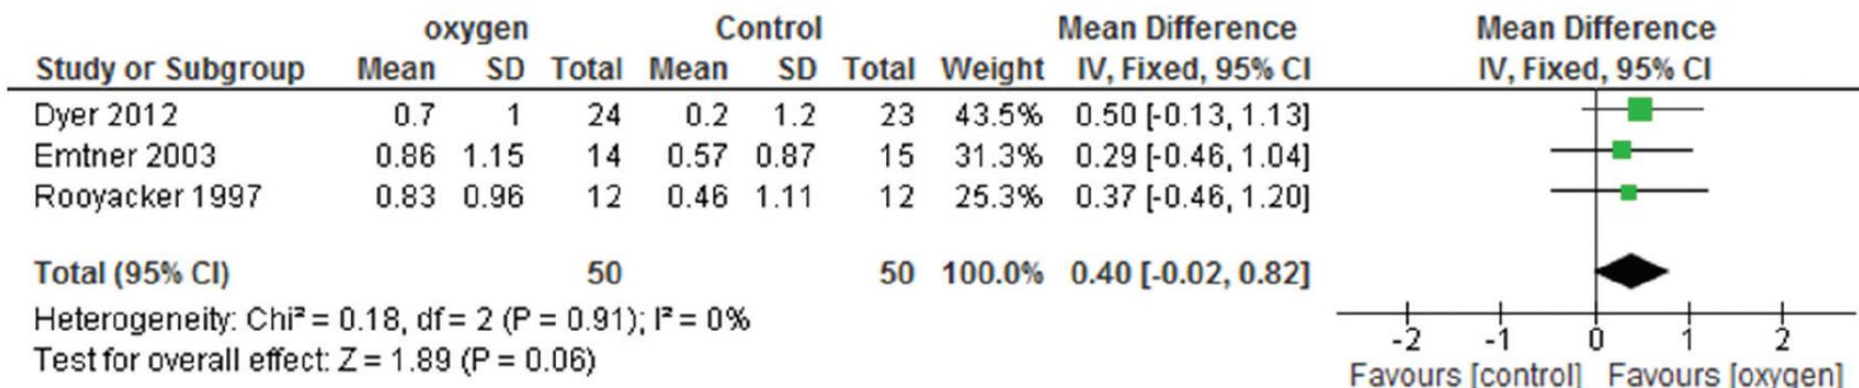 oxygen Control Mean Difference Mean Difference
Study or Subgroup Mean SD Total Mean SD Total Weight IV, Fixed, 95% CI IV, Fixed, 95% CI
Dyer 2012 0.7 1 24 0.2 1.2 23 43.5% 0.50 [-0.13, 1.13]
Emtner 2003 0.86 1.15 14 0.57 0.87 15 31.3% 0.29 [-0.46, 1.04]
Rooyacker 1997 0.83 0.96 12 0.46 1.11 12 25.3% 0.37 [-0.46, 1.20]
Total (95% CI) 50 50 100.0% 0.40 [-0.02, 0.82]
Heterogeneity: Chi² = 0.18, df = 2 (P = 0.91); I² = 0%
Test for overall effect: Z = 1.89 (P = 0.06)
-2 -1 0 1 2
Favours [control] Favours [oxygen]